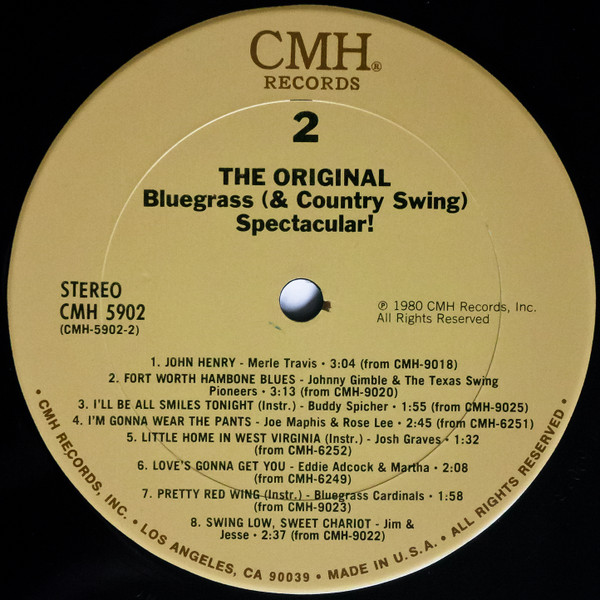 CMH®
RECORDS
2
THE ORIGINAL
Bluegrass (& Country Swing)
Spectacular!
STEREO
CMH 5902
(CMH-5902-2)
℗ 1980 CMH Records, Inc.
All Rights Reserved
1. JOHN HENRY - Merle Travis • 3:04 (from CMH-9018)
2. FORT WORTH HAMBONE BLUES - Johnny Gimble & The Texas Swing
Pioneers • 3:13 (from CMH-9020)
3. I'LL BE ALL SMILES TONIGHT (Instr.) - Buddy Spicher • 1:55 (from CMH-9025)
4. I'M GONNA WEAR THE PANTS - Joe Maphis & Rose Lee • 2:45 (from CMH-6251)
5. LITTLE HOME IN WEST VIRGINIA (Instr.) - Josh Graves • 1:32
(from CMH-6252)
6. LOVE'S GONNA GET YOU - Eddie Adcock & Martha • 2:08
(from CMH-6249)
7. PRETTY RED WING (Instr.) - Bluegrass Cardinals • 1:58
(from CMH-9023)
8. SWING LOW, SWEET CHARIOT - Jim &
Jesse • 2:37 (from CMH-9022)
• CMH RECORDS, INC. • LOS ANGELES, CA 90039 • MADE IN U.S.A. • ALL RIGHTS RESERVED •